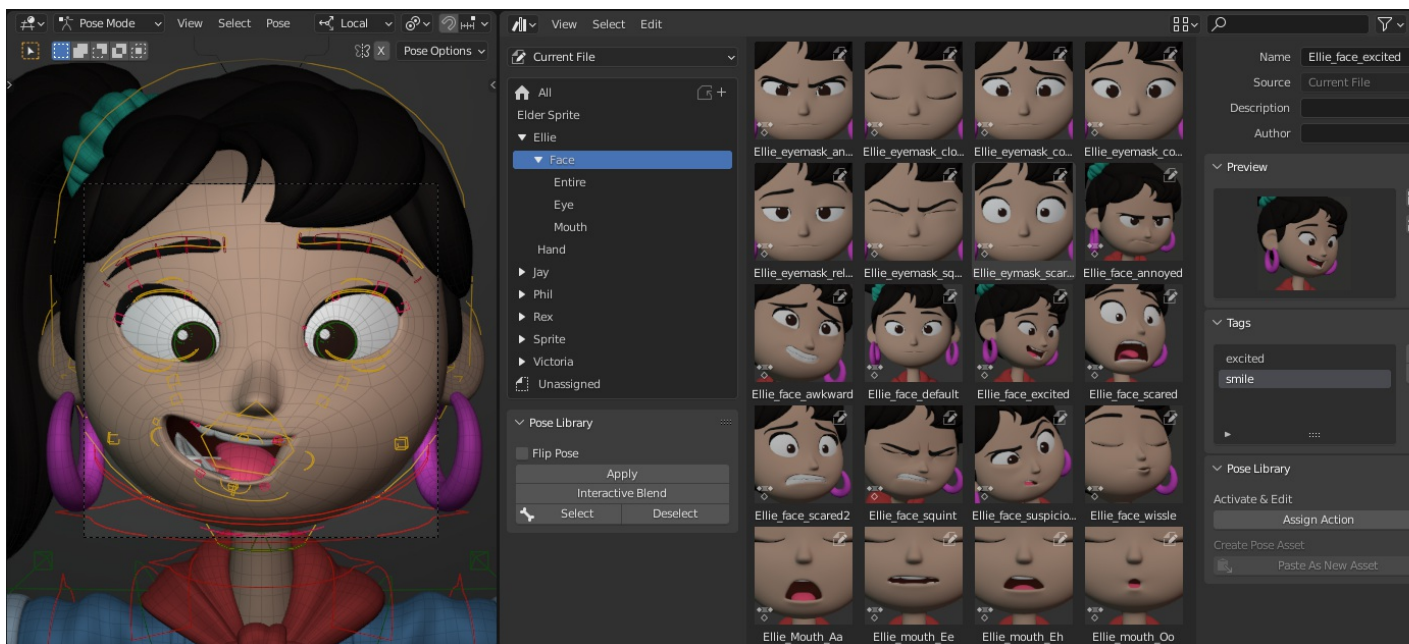 Pose Mode View Select Pose Local
X Pose Options
View Select Edit
Current File
All
Elder Sprite
Ellie
Face
Entire
Eye
Mouth
Hand
Jay
Phil
Rex
Sprite
Victoria
Unassigned
Pose Library
Flip Pose
Apply
Interactive Blend
Select Deselect
Ellie_eyemask_an... Ellie_eyemask_clo... Ellie_eyemask_co... Ellie_eyemask_co...
Ellie_eyemask_rel... Ellie_eyemask_sq... Ellie_eymask_scar... Ellie_face_annoyed
Ellie_face_awkward Ellie_face_default Ellie_face_excited Ellie_face_scared
Ellie_face_scared2 Ellie_face_squint Ellie_face_suspicio... Ellie_face_wissle
Ellie_Mouth_Aa Ellie_mouth_Ee Ellie_mouth_Eh Ellie_mouth_Oo
Name Ellie_face_excited
Source Current File
Description
Author
Preview
Tags
excited
smile
Pose Library
Activate & Edit
Assign Action
Create Pose Asset
Paste As New Asset